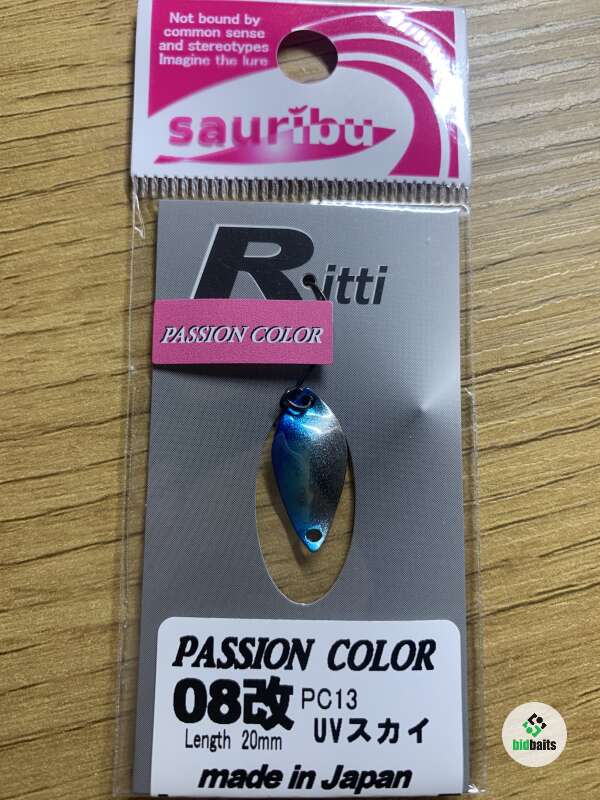 Not bound by
common sense
and stereotypes
Imagine the lure
sauribu
Ritti
PASSION COLOR
PASSION COLOR
08改 PC13
Length 20mm UVスカイ
made in Japan
bidbaits